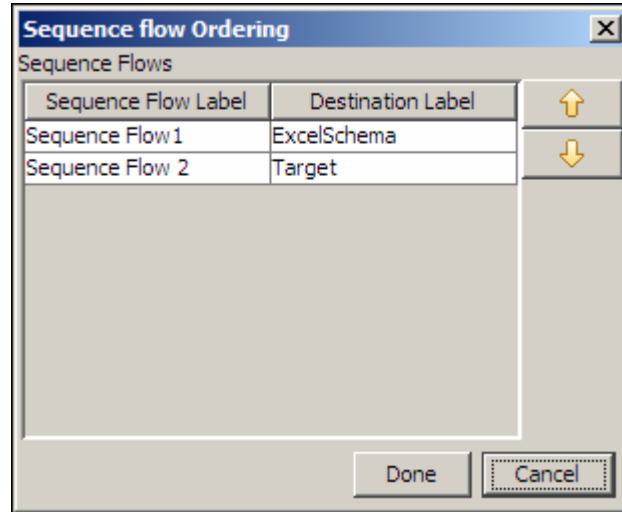 Sequence flow Ordering
Sequence Flows
Sequence Flow Label Destination Label
Sequence Flow1 ExcelSchema
Sequence Flow 2 Target
Done Cancel